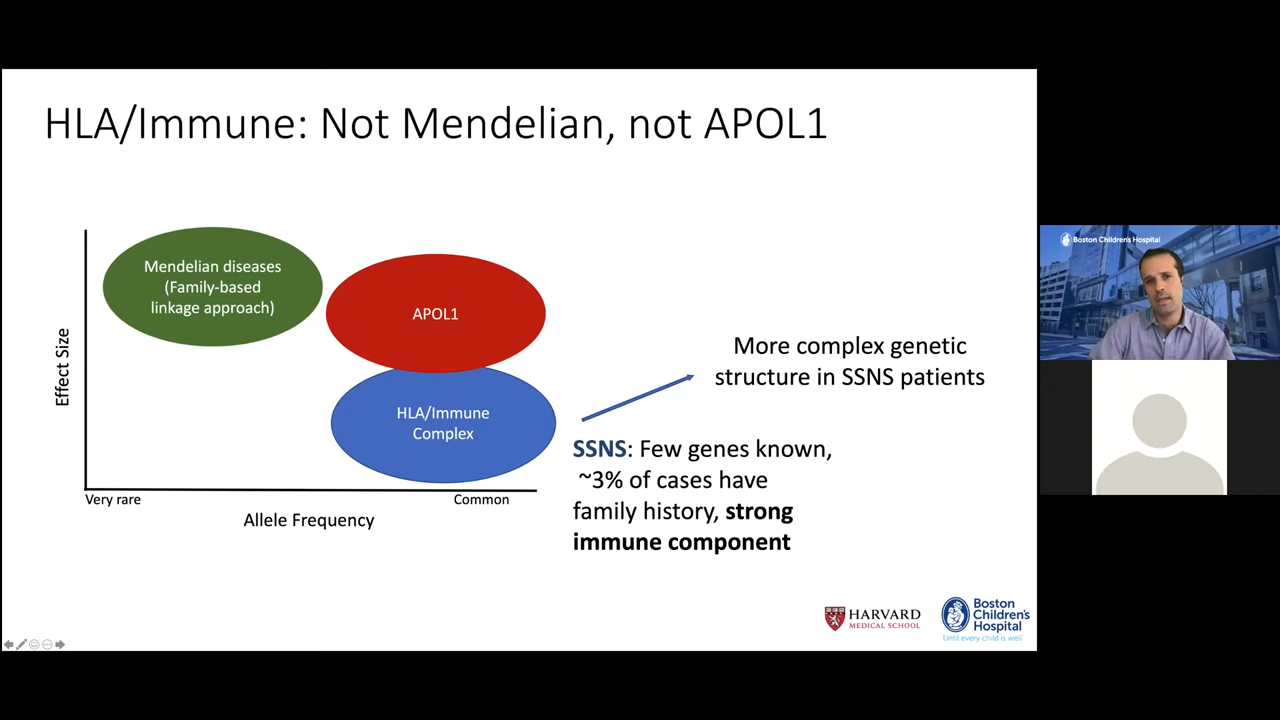 HLA/Immune: Not Mendelian, not APOL1
Mendelian diseases
(Family-based
linkage approach)
APOL1
HLA/Immune
Complex
Effect Size
Very rare
Common
Allele Frequency
More complex genetic
structure in SSNS patients
SSNS: Few genes known,
~3% of cases have
family history, strong
immune component
HARVARD
MEDICAL SCHOOL
Boston
Children's
Hospital
Until every child is well
Boston Children's Hospital